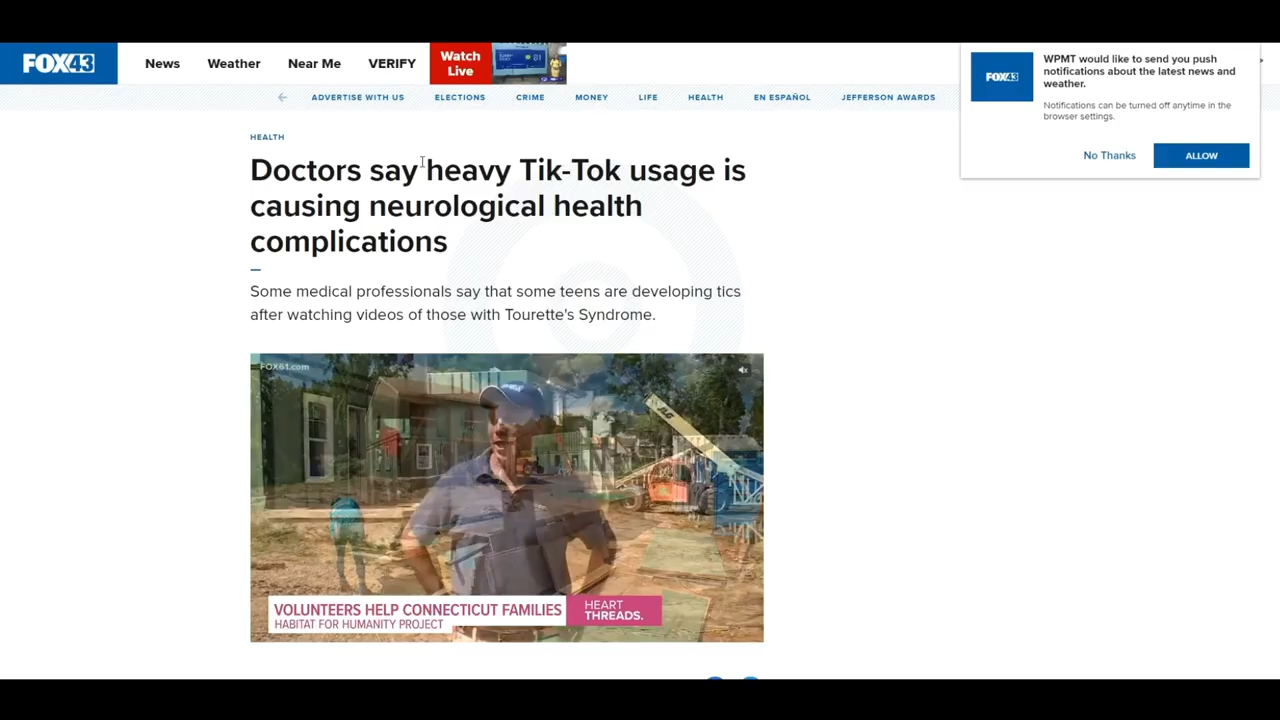 FOX43
News
Weather
Near Me
VERIFY
Watch
Live
WPMT would like to send you push
notifications about the latest news and
weather.
Notifications can be turned off anytime in the
browser settings.
No Thanks
ALLOW
FOX43
ADVERTISE WITH US
ELECTIONS
CRIME
MONEY
LIFE
HEALTH
EN ESPAÑOL
JEFFERSON AWARDS
HEALTH
Doctors say heavy Tik-Tok usage is
causing neurological health
complications
Some medical professionals say that some teens are developing tics
after watching videos of those with Tourette's Syndrome.
FOX61.com
JLG
VOLUNTEERS HELP CONNECTICUT FAMILIES
HABITAT FOR HUMANITY PROJECT
HEART
THREADS.